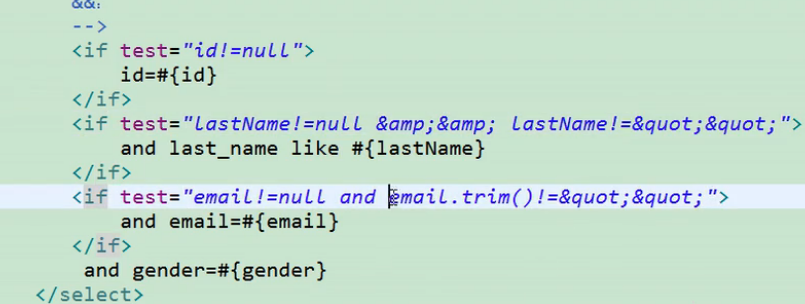 &&:
-->
<if test="id!=null">
id=#{id}
</if>
<if test="lastName!=null &amp;&amp; lastName!=&quot;&quot;">
and last_name like #{lastName}
</if>
<if test="email!=null and email.trim()!=&quot;&quot;">
and email=#{email}
</if>
and gender=#{gender}
</select>